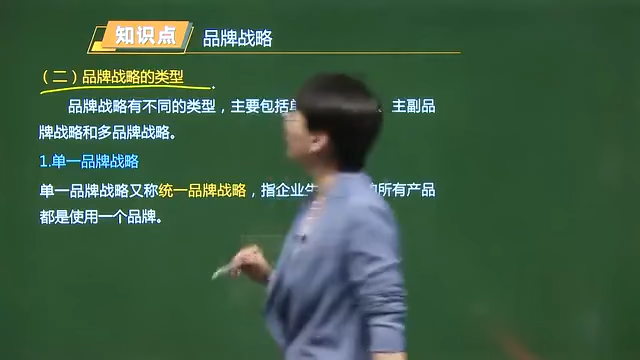 知识点 品牌战略
（二）品牌战略的类型
品牌战略有不同的类型，主要包括 、主副品
牌战略和多品牌战略。
1.单一品牌战略
单一品牌战略又称统一品牌战略，指企业生 的所有产品
都是使用一个品牌。